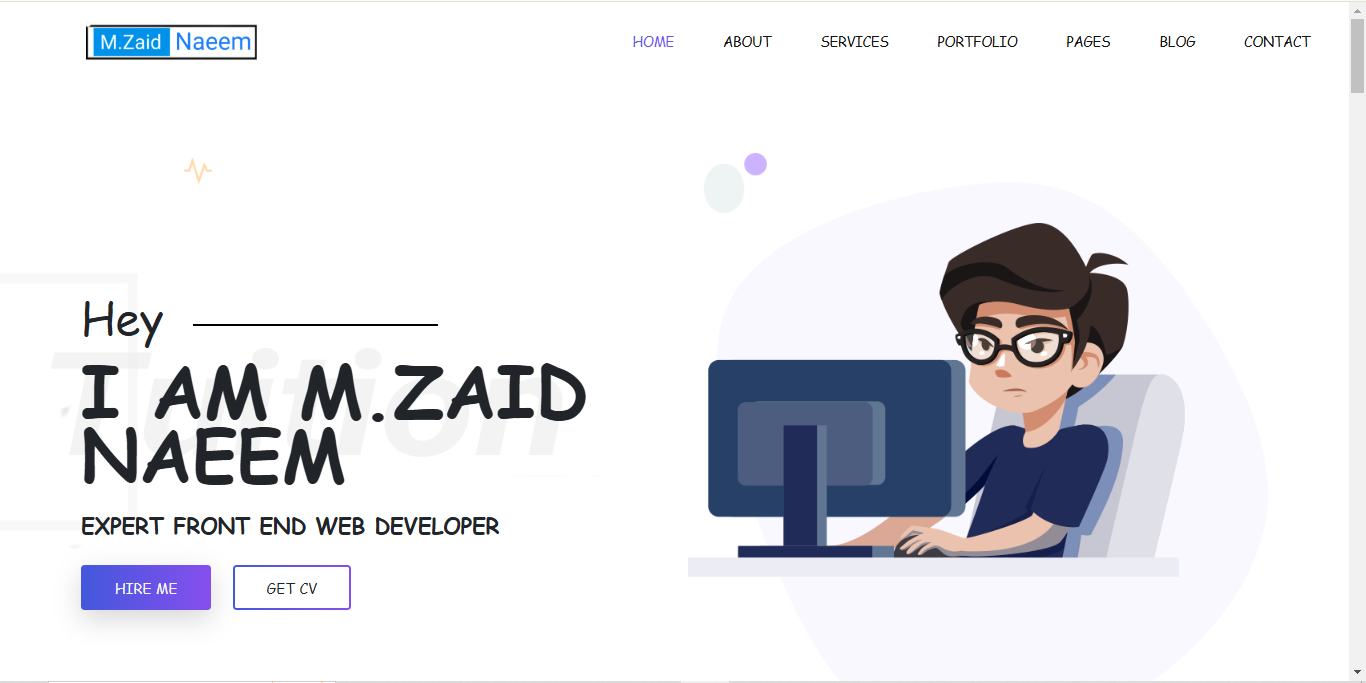 M.Zaid Naeem
HOME ABOUT SERVICES PORTFOLIO PAGES BLOG CONTACT
Hey
Tuition
I AM M.ZAID
NAEEM
EXPERT FRONT END WEB DEVELOPER
HIRE ME GET CV